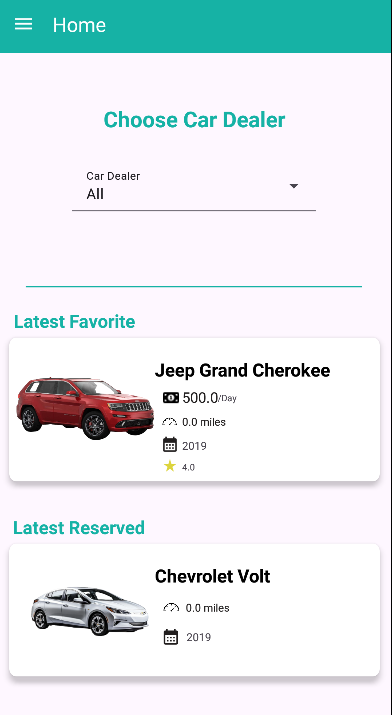 Home
Choose Car Dealer
Car Dealer
All
Latest Favorite
Jeep Grand Cherokee
500.0/Day
0.0 miles
2019
4.0
Latest Reserved
Chevrolet Volt
0.0 miles
2019